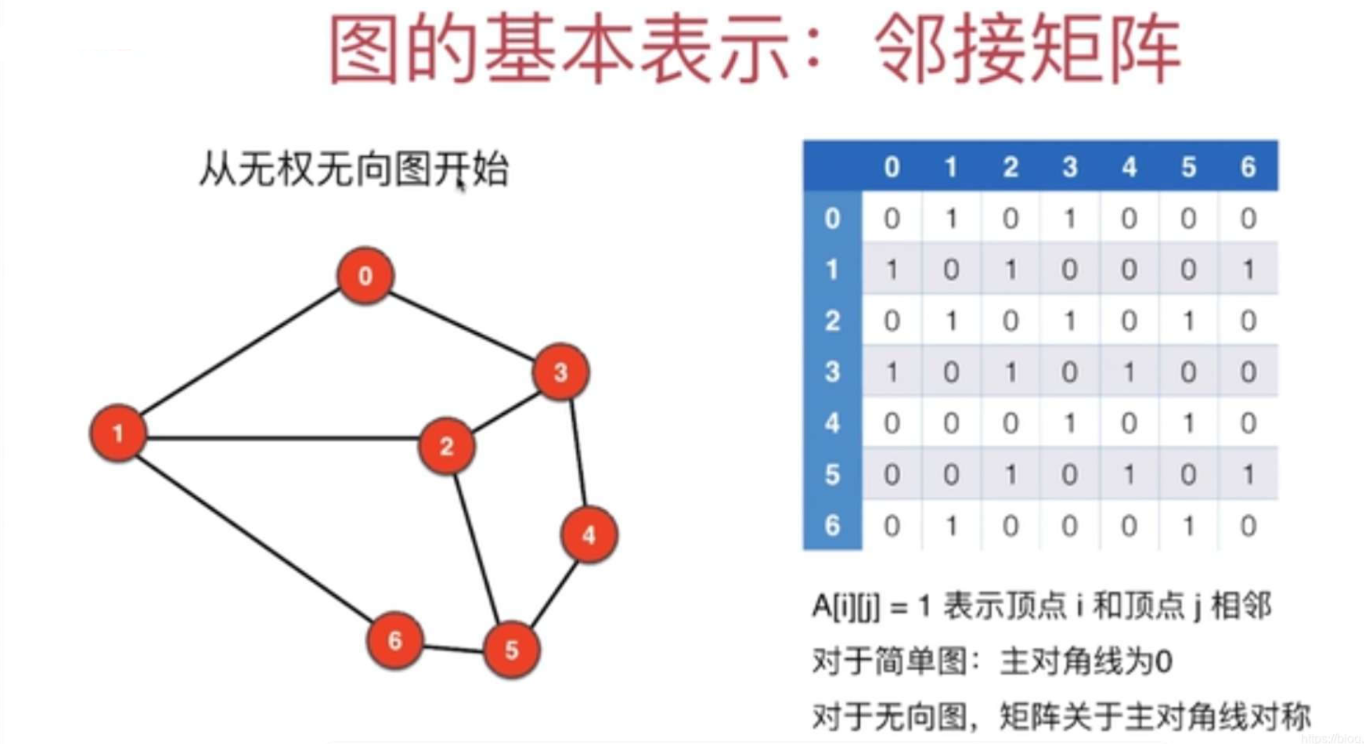 图的基本表示：邻接矩阵
从无权无向图开始
0
3
1
2
4
6
5
0 1 2 3 4 5 6
0 0 1 0 1 0 0 0
1 1 0 1 0 0 0 1
2 0 1 0 1 0 1 0
3 1 0 1 0 1 0 0
4 0 0 0 1 0 1 0
5 0 0 1 0 1 0 1
6 0 1 0 0 0 1 0
A[i][j] = 1 表示顶点 i 和顶点 j 相邻
对于简单图：主对角线为0
对于无向图，矩阵关于主对角线对称
https://blog.